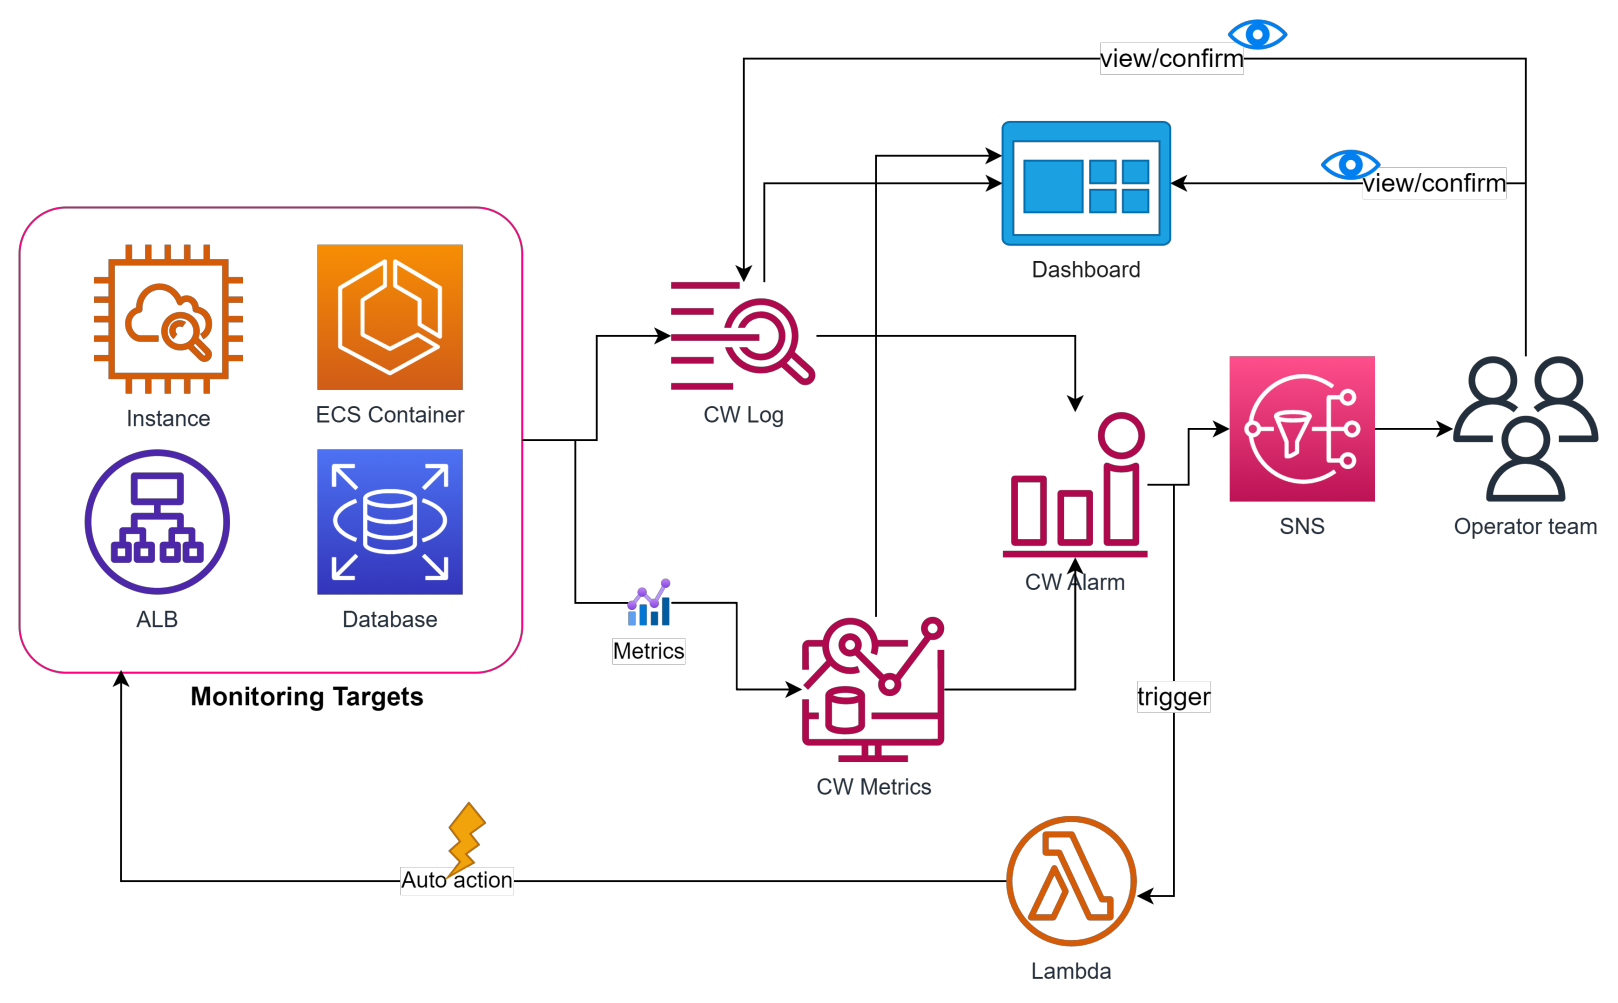 view/confirm
view/confirm
Dashboard
Instance
ECS Container
CW Log
ALB
Database
SNS
Operator team
CW Alarm
Metrics
Monitoring Targets
trigger
CW Metrics
Auto action
Lambda